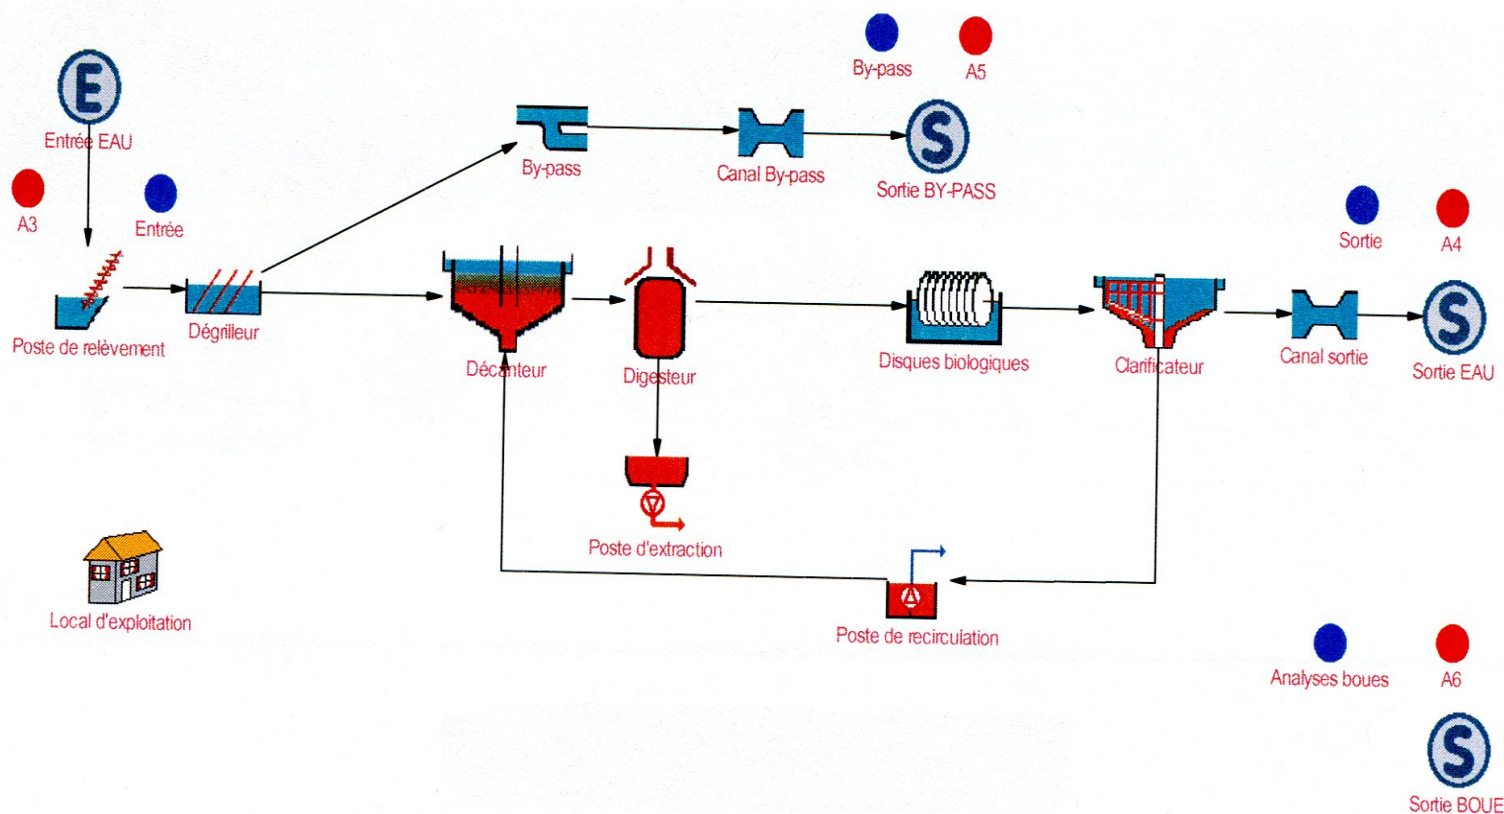 By-pass
A5
E
Entrée EAU
S
By-pass
Canal By-pass
Sortie BY-PASS
A3
Entrée
Sortie
A4
S
Poste de relèvement
Dégrilleur
Décanteur
Digesteur
Disques biologiques
Clarificateur
Canal sortie
Sortie EAU
Poste d'extraction
Local d'exploitation
Poste de recirculation
Analyses boues
A6
S
Sortie BOUE